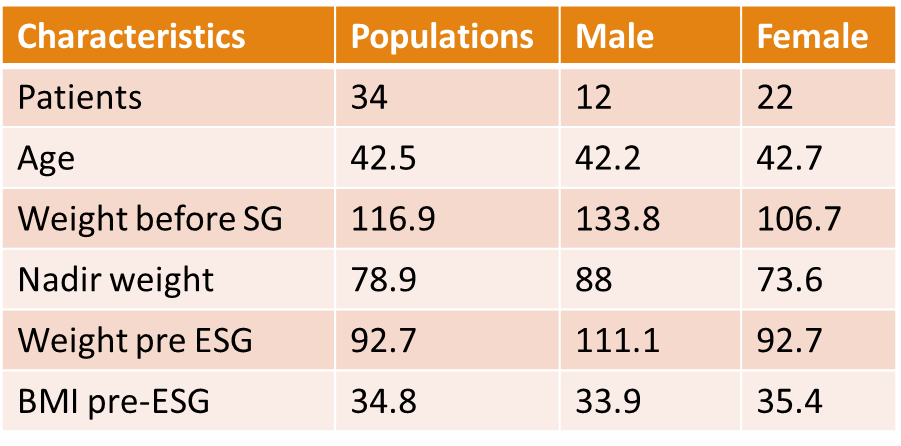 Characteristics Populations Male Female
Patients 34 12 22
Age 42.5 42.2 42.7
Weight before SG 116.9 133.8 106.7
Nadir weight 78.9 88 73.6
Weight pre ESG 92.7 111.1 92.7
BMI pre-ESG 34.8 33.9 35.4